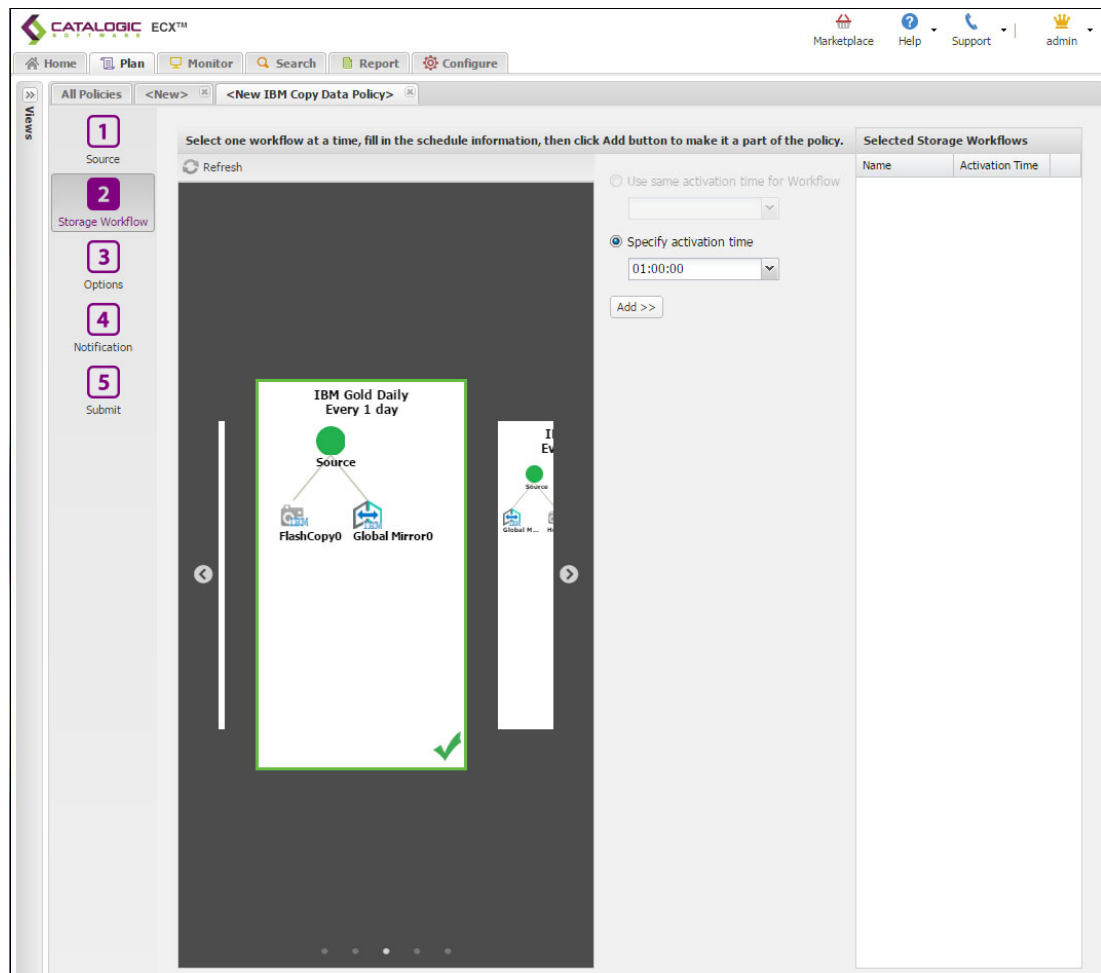 CATALOGIC ECX™
SOFTWARE
Marketplace
Help
Support
admin
Home
Plan
Monitor
Search
Report
Configure
Views
All Policies
<New>
<New IBM Copy Data Policy>
1
Source
2
Storage Workflow
3
Options
4
Notification
5
Submit
Select one workflow at a time, fill in the schedule information, then click Add button to make it a part of the policy.
Refresh
IBM Gold Daily
Every 1 day
Source
FlashCopy0
Global Mirror0
Ev
Source
Global M...
Use same activation time for Workflow
Specify activation time
01:00:00
Add >>
Selected Storage Workflows
Name
Activation Time